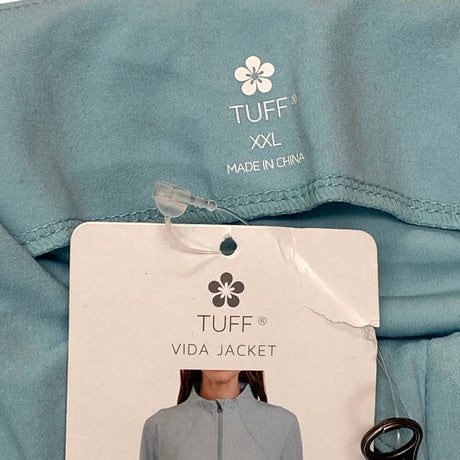 TUFF®
XXL
MADE IN CHINA
TUFF®
VIDA JACKET